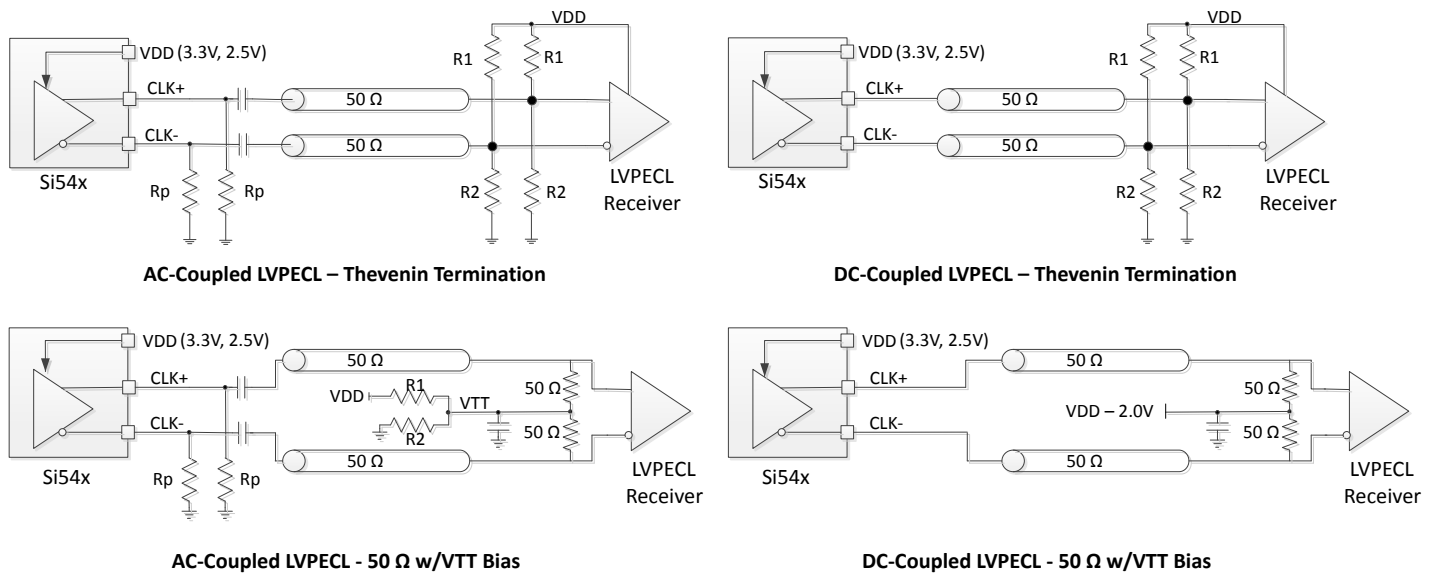 VDD
R1
R1
VDD (3.3V, 2.5V)
CLK+
50 Ω
CLK-
50 Ω
Si54x
Rp
Rp
R2
R2
LVPECL
Receiver
AC-Coupled LVPECL – Thevenin Termination
VDD
R1
R1
VDD (3.3V, 2.5V)
CLK+
50 Ω
CLK-
50 Ω
Si54x
R2
R2
LVPECL
Receiver
DC-Coupled LVPECL – Thevenin Termination
VDD (3.3V, 2.5V)
50 Ω
CLK+
R1
VDD
VTT
50 Ω
50 Ω
CLK-
R2
50 Ω
Si54x
Rp
Rp
LVPECL
Receiver
AC-Coupled LVPECL - 50 Ω w/VTT Bias
VDD (3.3V, 2.5V)
50 Ω
CLK+
50 Ω
VDD – 2.0V
50 Ω
CLK-
50 Ω
Si54x
LVPECL
Receiver
DC-Coupled LVPECL - 50 Ω w/VTT Bias